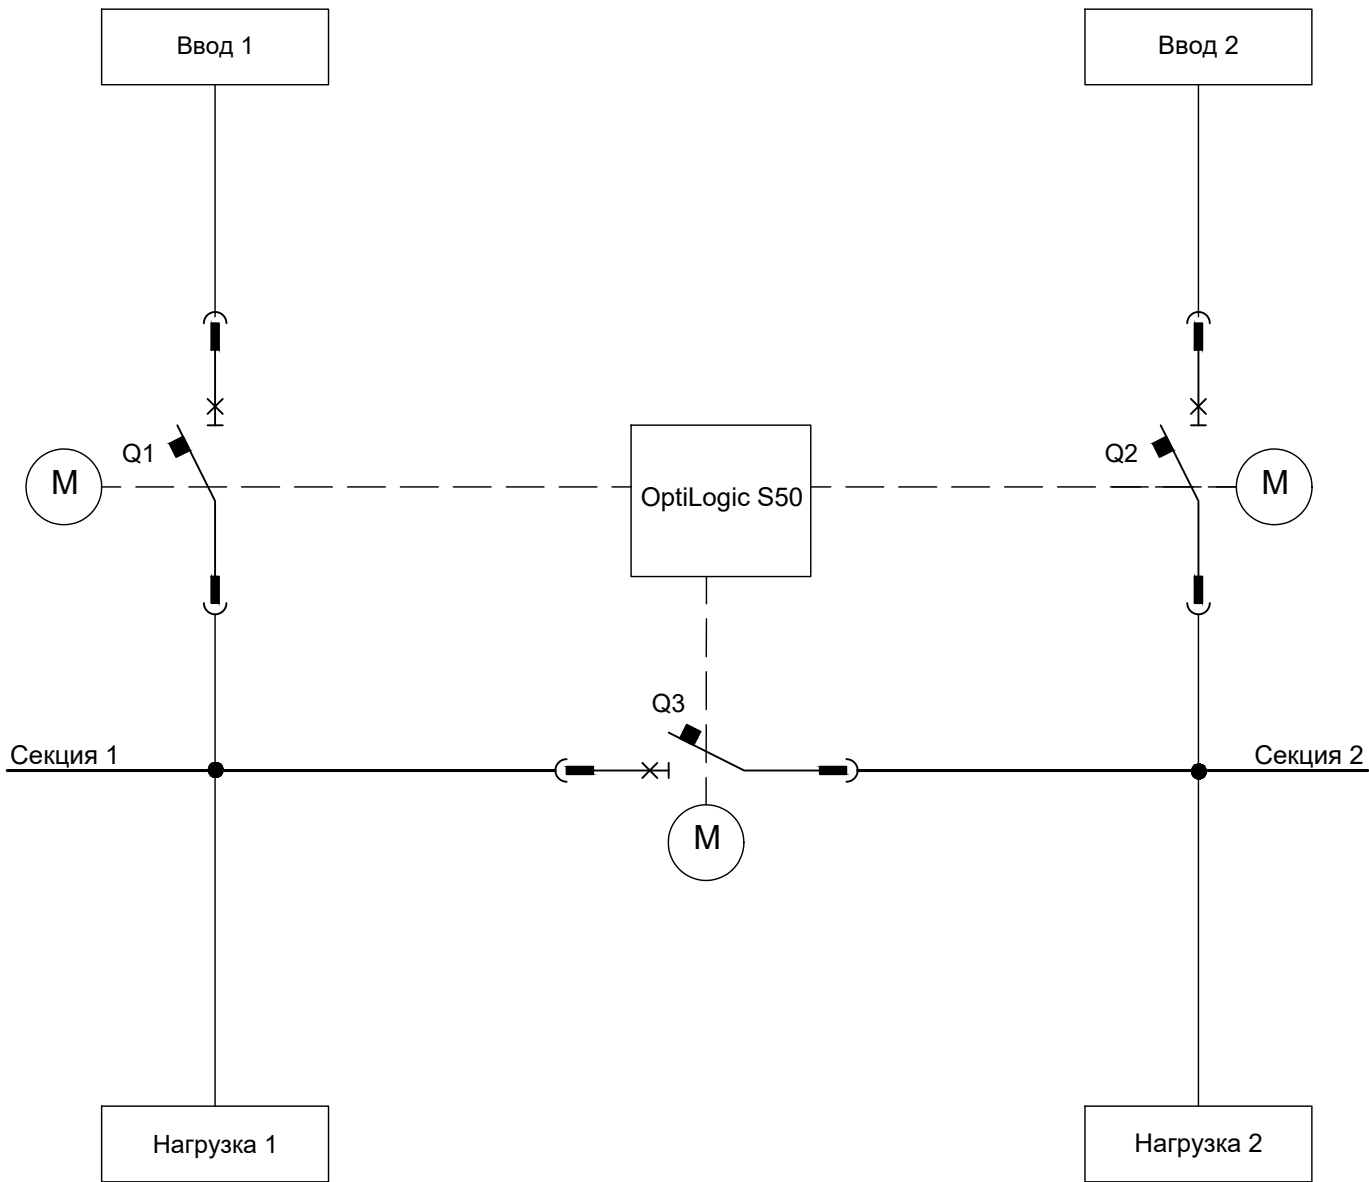 Ввод 1
Ввод 2
Q1
M
OptiLogic S50
Q2
M
Q3
Секция 1
Секция 2
M
Нагрузка 1
Нагрузка 2